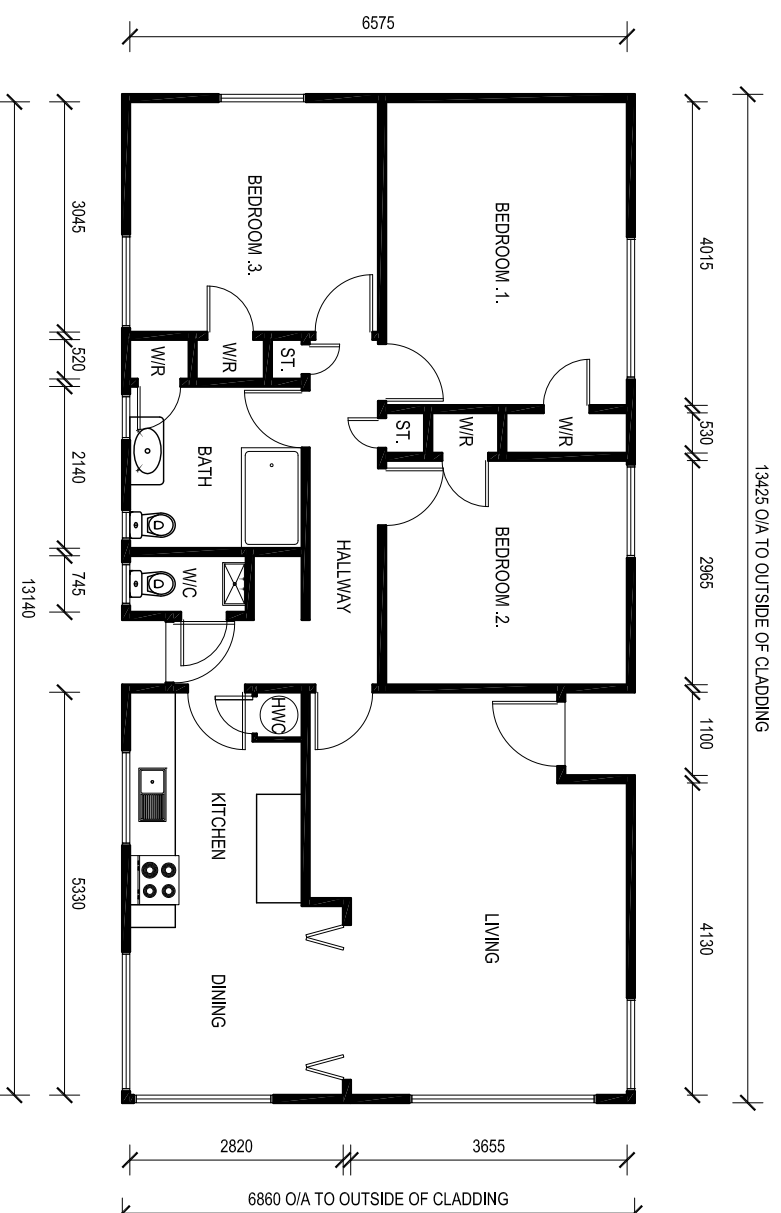 6575
13425 O/A TO OUTSIDE OF CLADDING
4015
530
2965
1100
4130
BEDROOM .1.
BEDROOM .3.
W/R
W/R
W/R
W/R
ST.
ST.
BATH
HALLWAY
BEDROOM .2.
W/C
HWC
KITCHEN
LIVING
DINING
3045
520
2140
745
5330
13140
2820
3655
6860 O/A TO OUTSIDE OF CLADDING